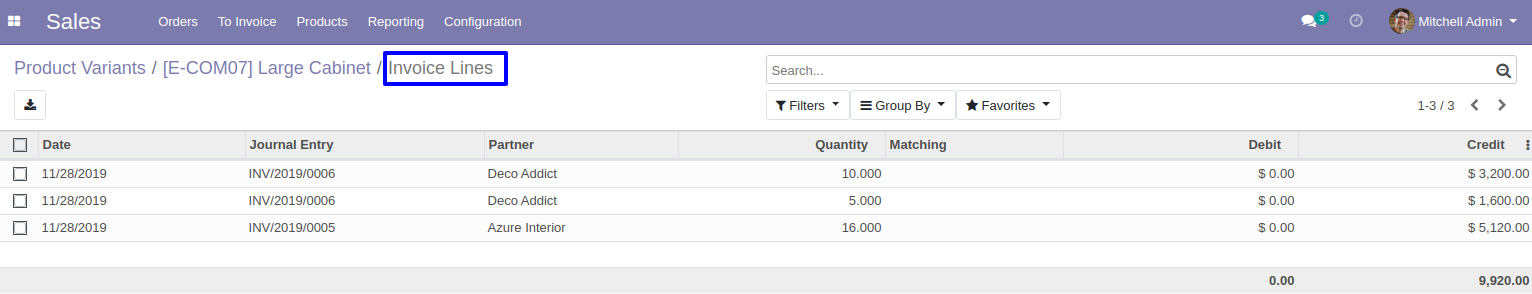 Sales Orders To Invoice Products Reporting Configuration 3 Mitchell Admin
Product Variants / [E-COM07] Large Cabinet / Invoice Lines
Search...
Filters Group By Favorites 1-3 / 3
Date Journal Entry Partner Quantity Matching Debit Credit
11/28/2019 INV/2019/0006 Deco Addict 10.000 $ 0.00 $ 3,200.00
11/28/2019 INV/2019/0006 Deco Addict 5.000 $ 0.00 $ 1,600.00
11/28/2019 INV/2019/0005 Azure Interior 16.000 $ 0.00 $ 5,120.00
0.00 9,920.00